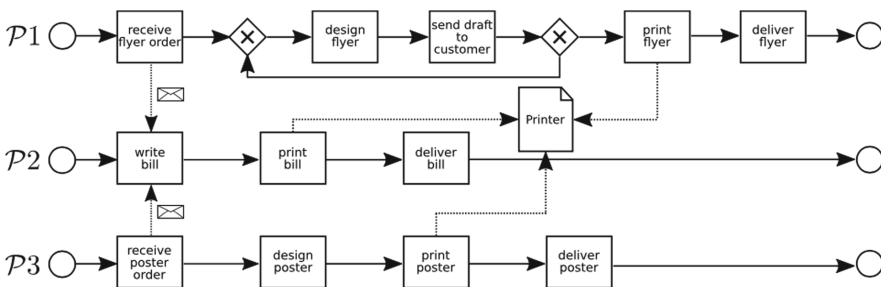 P1
receive
flyer order
design
flyer
send draft
to
customer
print
flyer
deliver
flyer
Printer
P2
write
bill
print
bill
deliver
bill
P3
receive
poster
order
design
poster
print
poster
deliver
poster